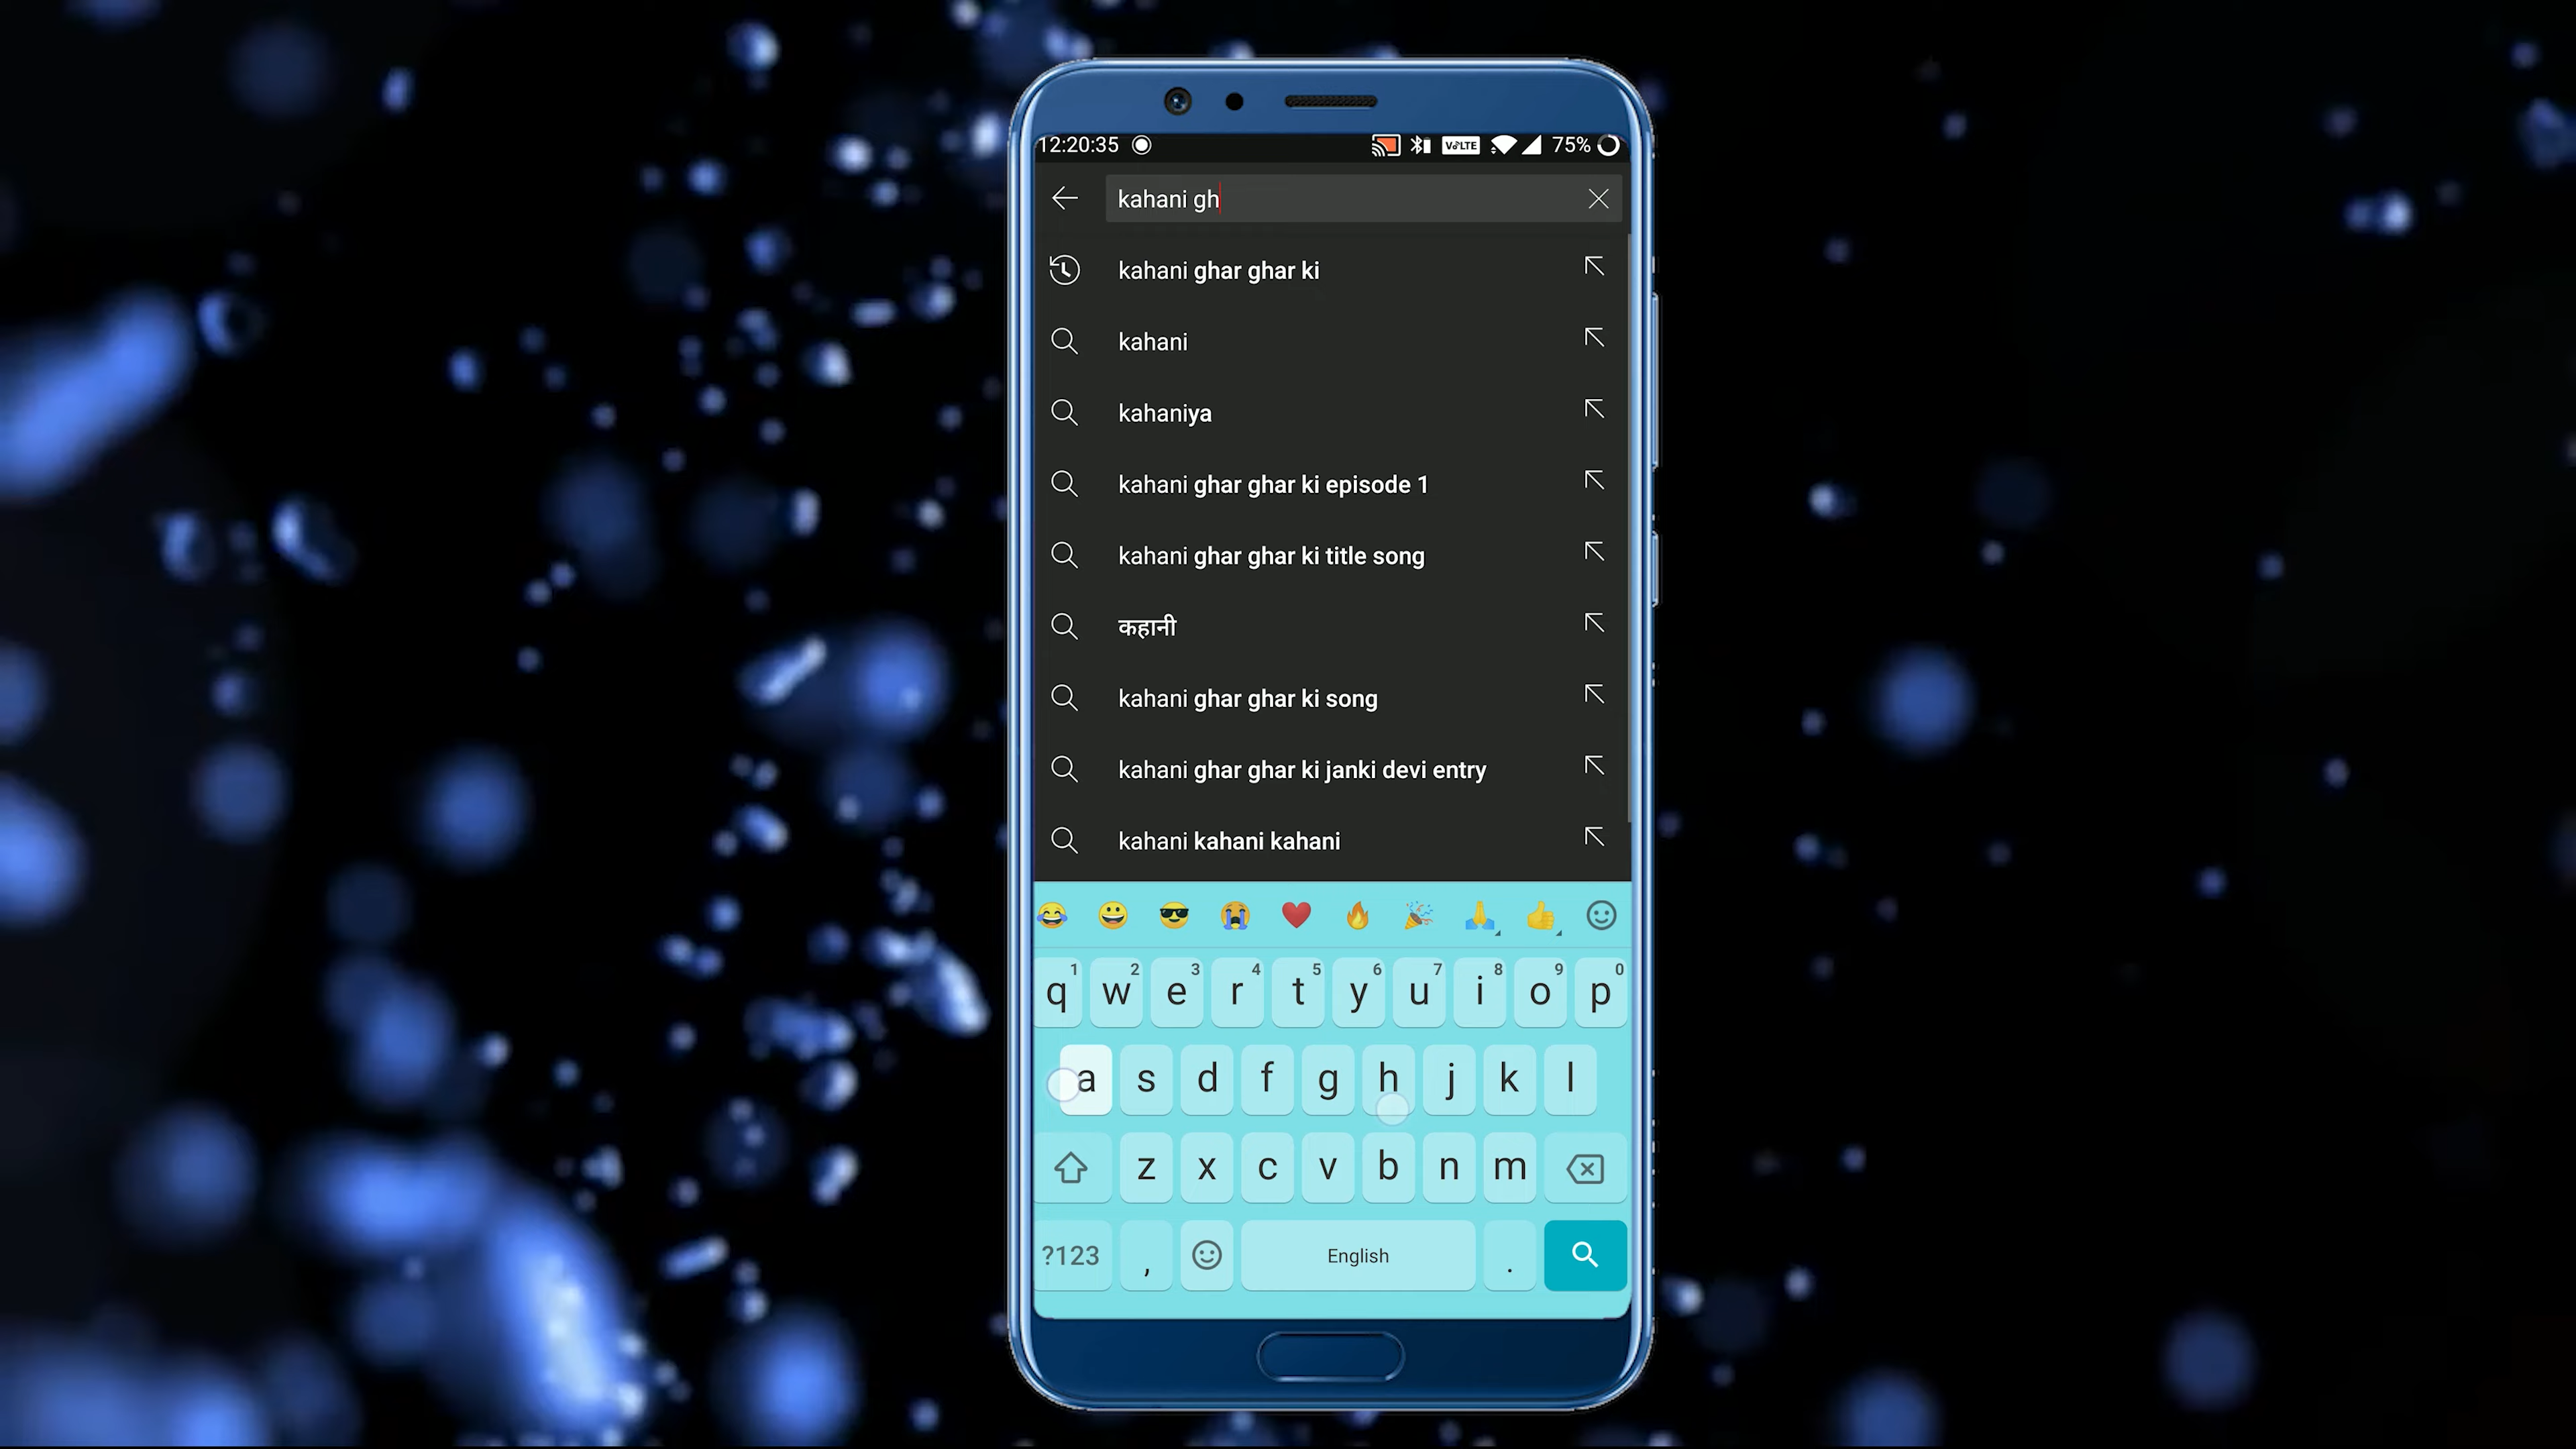 12:20:35 VoLTE 75%
kahani gh
kahani ghar ghar ki
kahani
kahaniya
kahani ghar ghar ki episode 1
kahani ghar ghar ki title song
कहानी
kahani ghar ghar ki song
kahani ghar ghar ki janki devi entry
kahani kahani kahani
1 2 3 4 5 6 7 8 9 0
q w e r t y u i o p
a s d f g h j k l
z x c v b n m
?123 , English .